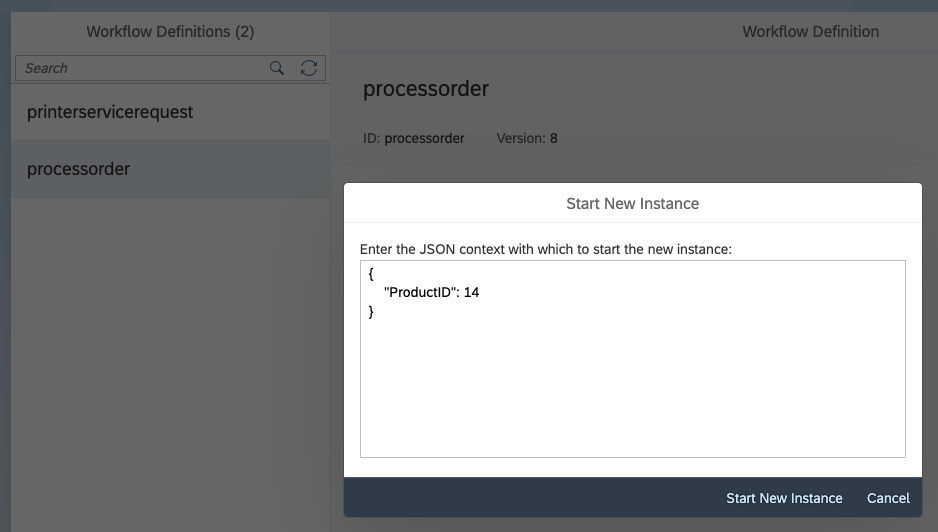 Workflow Definitions (2)
Search
printerservicerequest
processorder
Workflow Definition
processorder
ID: processorder Version: 8
Start New Instance
Enter the JSON context with which to start the new instance:
{
"ProductID": 14
}
Start New Instance Cancel